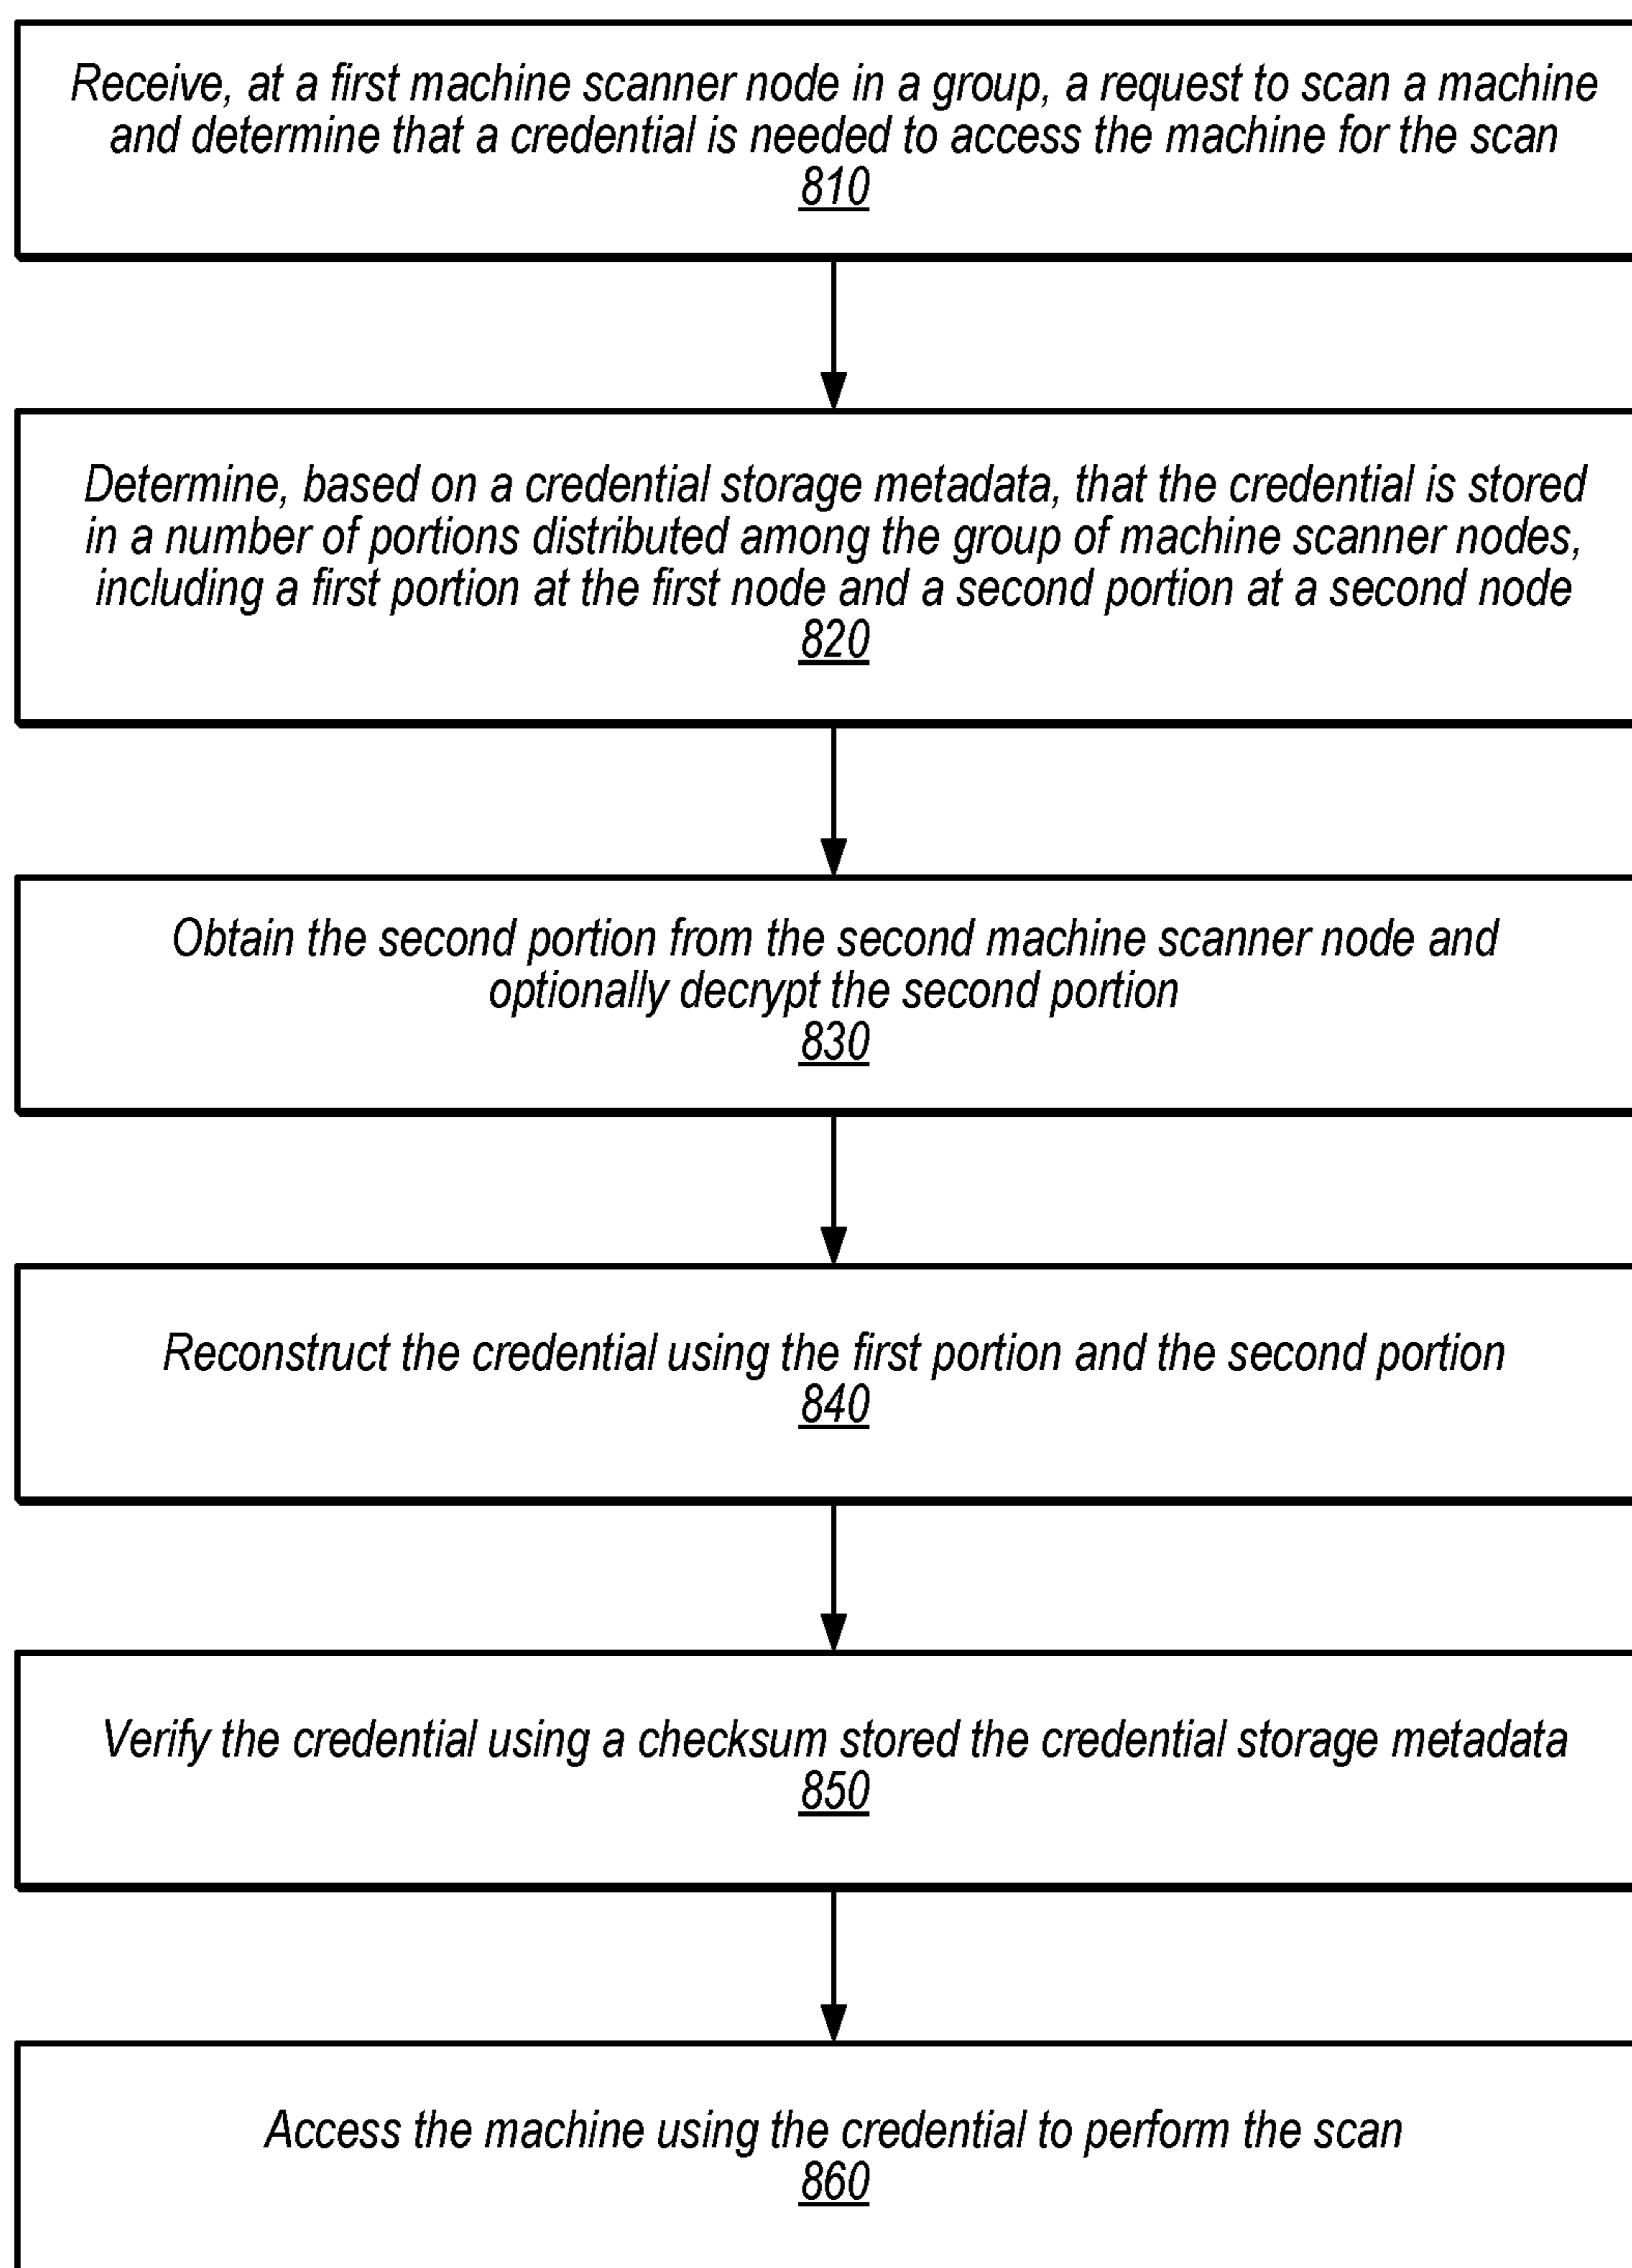 Receive, at a first machine scanner node in a group, a request to scan a machine
and determine that a credential is needed to access the machine for the scan
810
Determine, based on a credential storage metadata, that the credential is stored
in a number of portions distributed among the group of machine scanner nodes,
including a first portion at the first node and a second portion at a second node
820
Obtain the second portion from the second machine scanner node and
optionally decrypt the second portion
830
Reconstruct the credential using the first portion and the second portion
840
Verify the credential using a checksum stored the credential storage metadata
850
Access the machine using the credential to perform the scan
860